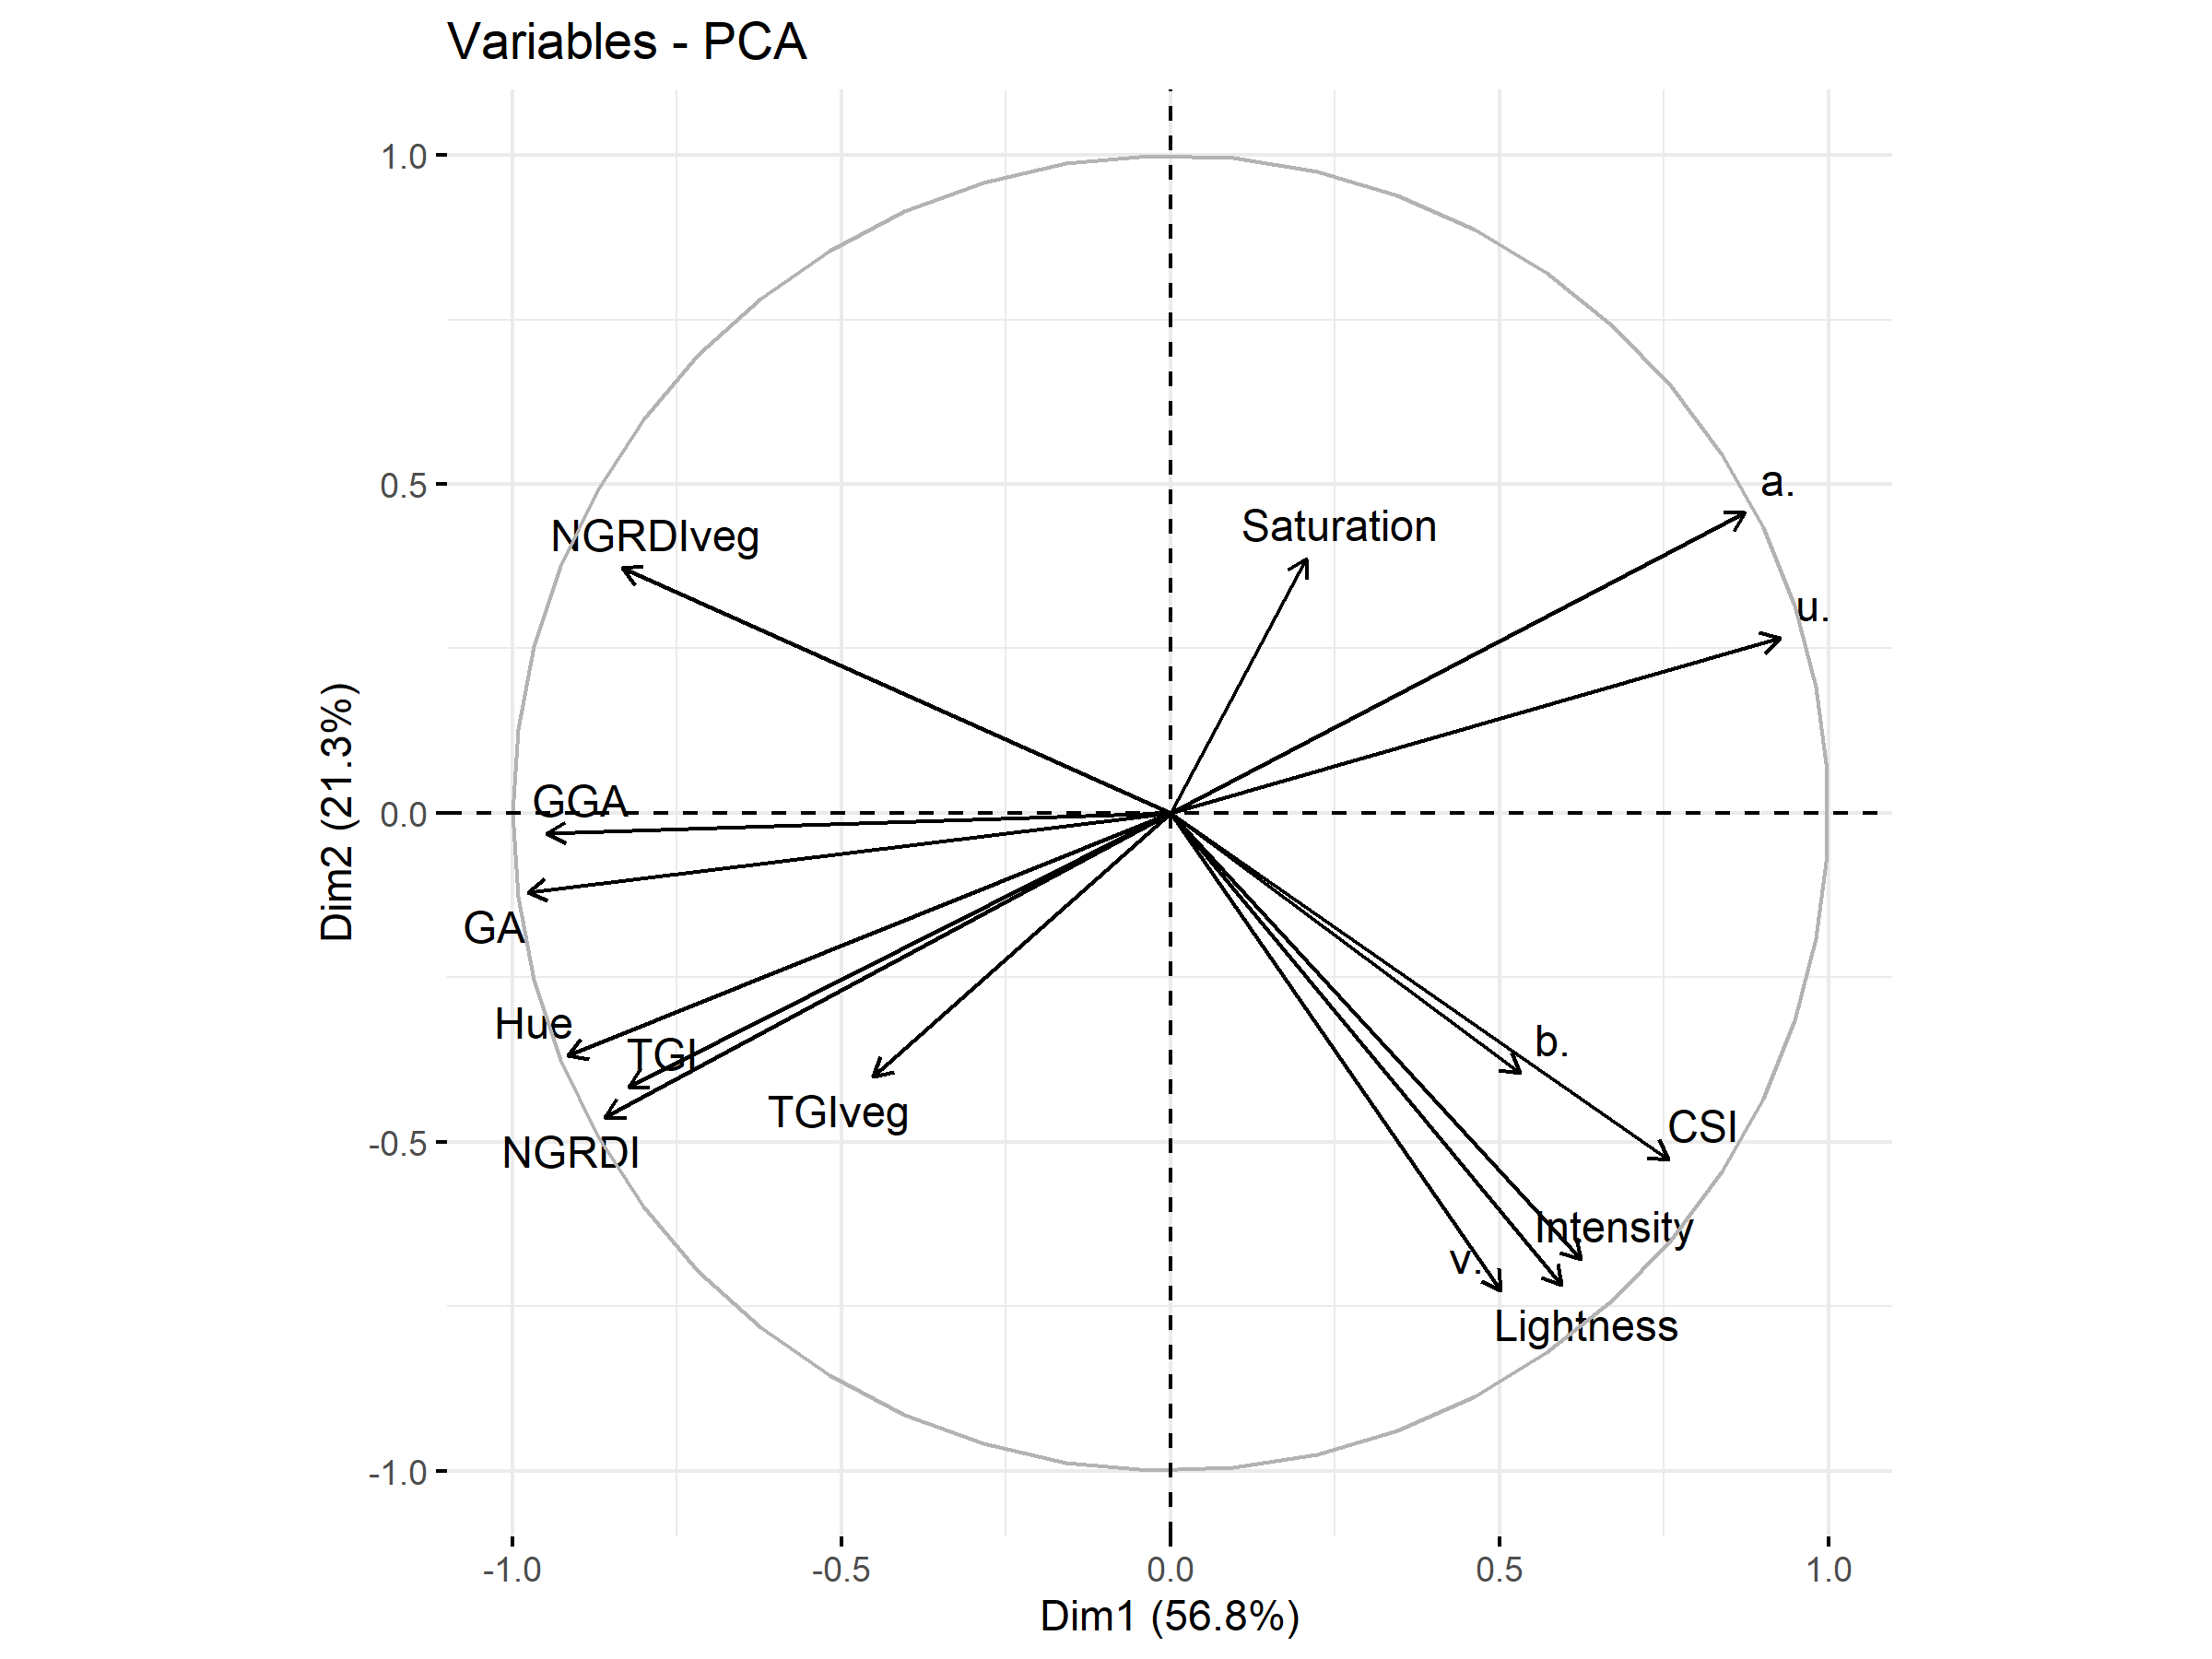 Variables - PCA
1.0
0.5
0.0
-0.5
-1.0
Dim2 (21.3%)
a.
Saturation
NGRDIveg
u.
GGA
GA
Hue
b.
TGI
TGIveg
CSI
NGRDI
Intensity
v.
Lightness
-1.0
-0.5
0.0
0.5
1.0
Dim1 (56.8%)